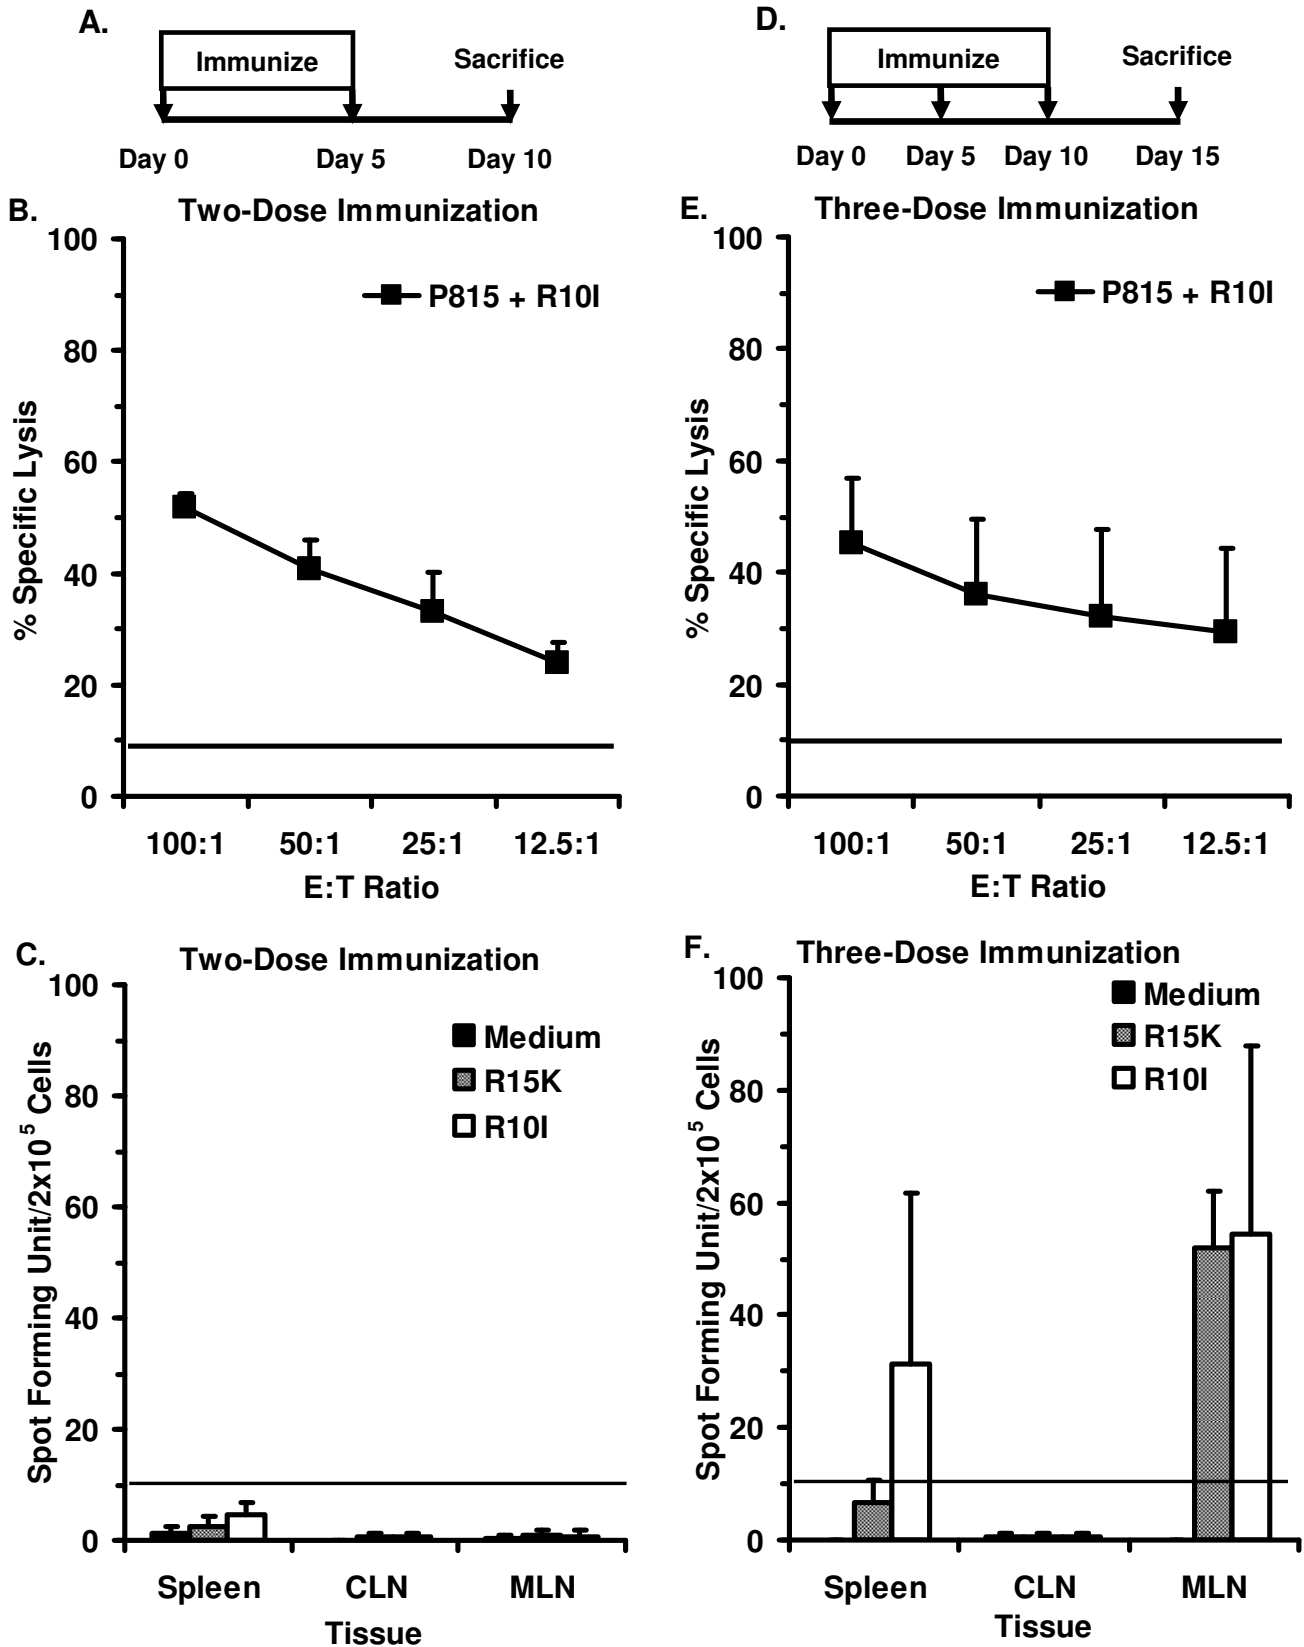 A.
Immunize
Sacrifice
Day 0
Day 5
Day 10
B.
Two-Dose Immunization
100
80
60
40
20
0
% Specific Lysis
P815 + R10I
100:1
50:1
25:1
12.5:1
E:T Ratio
C.
Two-Dose Immunization
100
80
60
40
20
0
Spot Forming Unit/2x10⁵ Cells
Medium
R15K
R10I
Spleen
CLN
MLN
Tissue
D.
Immunize
Sacrifice
Day 0
Day 5
Day 10
Day 15
E.
Three-Dose Immunization
100
80
60
40
20
0
% Specific Lysis
P815 + R10I
100:1
50:1
25:1
12.5:1
E:T Ratio
F.
Three-Dose Immunization
100
80
60
40
20
0
Spot Forming Unit/2x10⁵ Cells
Medium
R15K
R10I
Spleen
CLN
MLN
Tissue